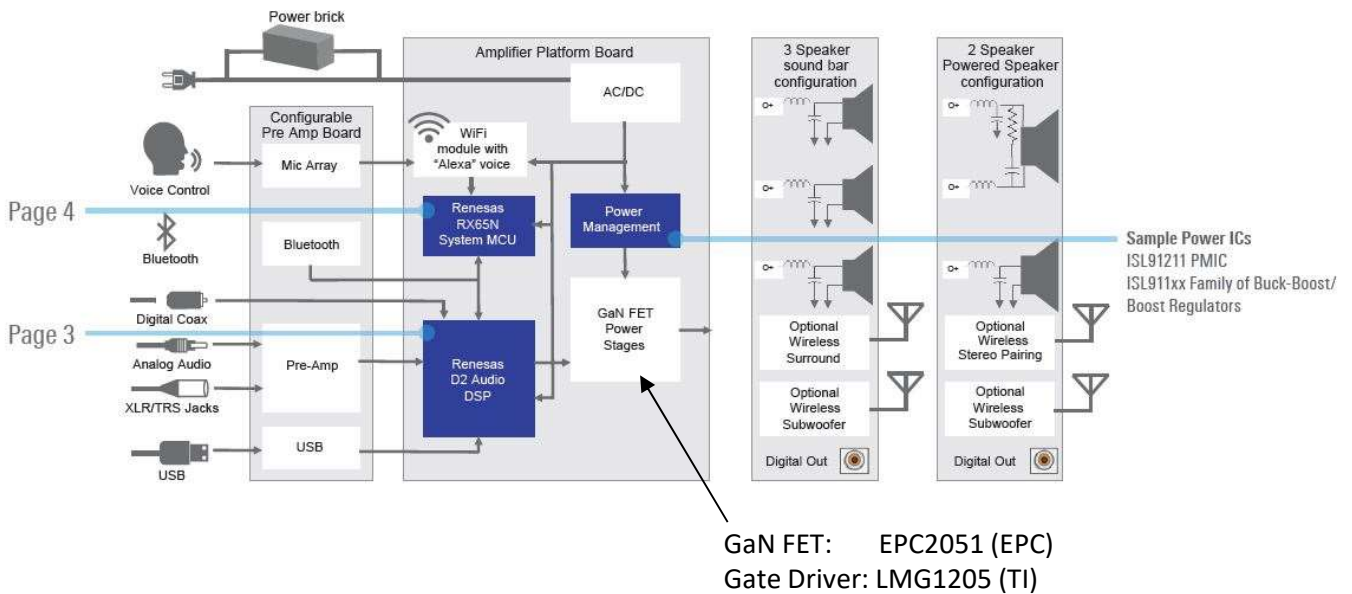 Power brick
Amplifier Platform Board
AC/DC
Configurable
Pre Amp Board
WiFi
module with
“Alexa” voice
Mic Array
Voice Control
Page 4
Renesas
RX65N
System MCU
Power
Management
Bluetooth
Bluetooth
Digital Coax
Page 3
Analog Audio
Pre-Amp
XLR/TRS Jacks
Renesas
D2 Audio
DSP
GaN FET
Power
Stages
USB
USB
3 Speaker
sound bar
configuration
O+
O+
O+
Optional
Wireless
Surround
Optional
Wireless
Subwoofer
Digital Out
2 Speaker
Powered Speaker
configuration
O+
O+
O+
Optional
Wireless
Stereo Pairing
Optional
Wireless
Subwoofer
Digital Out
Sample Power ICs
ISL91211 PMIC
ISL911xx Family of Buck-Boost/
Boost Regulators
GaN FET: EPC2051 (EPC)
Gate Driver: LMG1205 (TI)